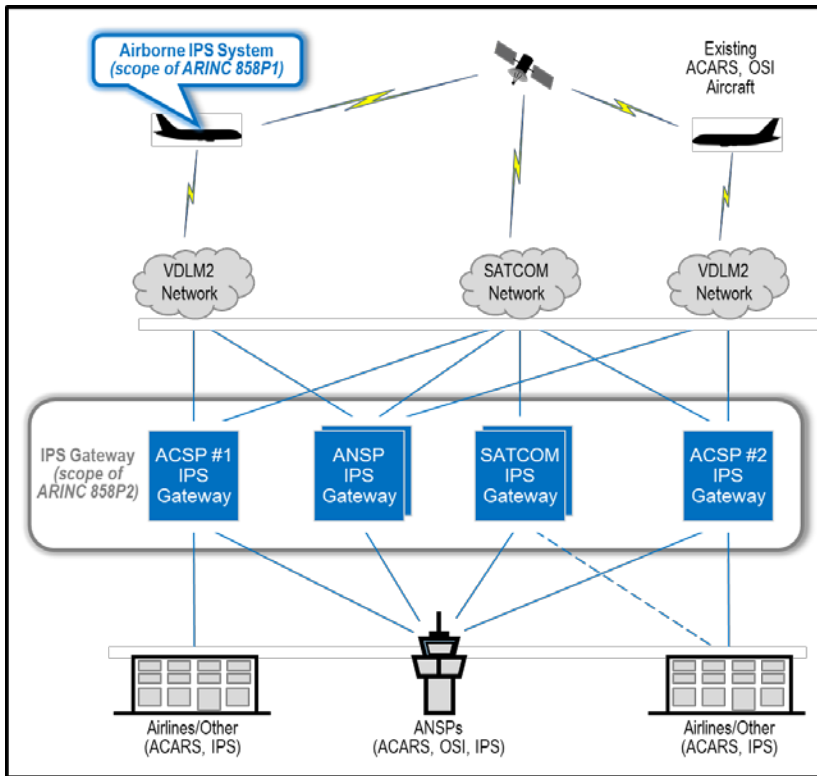 Airborne IPS System
(scope of ARINC 858P1)
Existing
ACARS, OSI
Aircraft
VDLM2
Network
SATCOM
Network
VDLM2
Network
IPS Gateway
(scope of
ARINC 858P2)
ACSP #1
IPS
Gateway
ANSP
IPS
Gateway
SATCOM
IPS
Gateway
ACSP #2
IPS
Gateway
Airlines/Other
(ACARS, IPS)
ANSPs
(ACARS, OSI, IPS)
Airlines/Other
(ACARS, IPS)